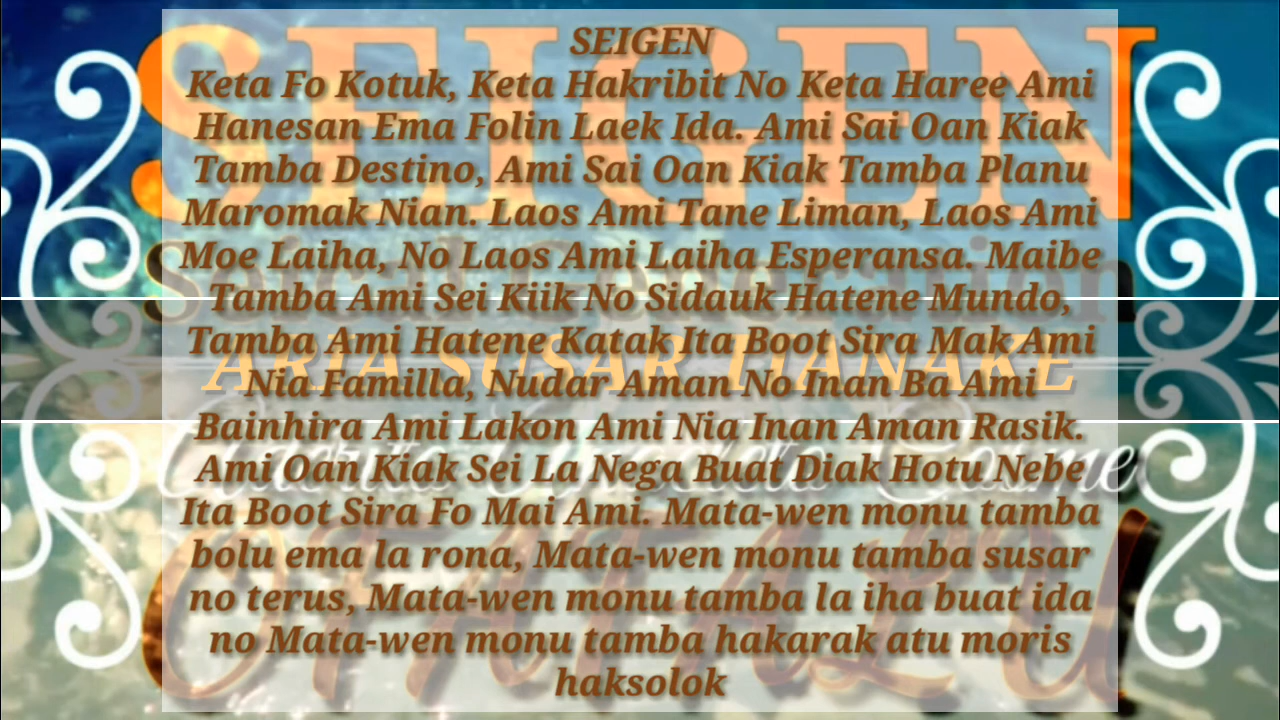 SEIGEN
Keta Fo Kotuk, Keta Hakribit No Keta Haree Ami
Hanesan Ema Folin Laek Ida. Ami Sai Oan Kiak
Tamba Destino, Ami Sai Oan Kiak Tamba Planu
Maromak Nian. Laos Ami Tane Liman, Laos Ami
Moe Laiha, No Laos Ami Laiha Esperansa. Maibe
Tamba Ami Sei Kiik No Sidauk Hatene Mundo,
Tamba Ami Hatene Katak Ita Boot Sira Mak Ami
Nia Familla, Nudar Aman No Inan Ba Ami
Bainhira Ami Lakon Ami Nia Inan Aman Rasik.
Ami Oan Kiak Sei La Nega Buat Diak Hotu Nebe
Ita Boot Sira Fo Mai Ami. Mata-wen monu tamba
bolu ema la rona, Mata-wen monu tamba susar
no terus, Mata-wen monu tamba la iha buat ida
no Mata-wen monu tamba hakarak atu moris
haksolok
SEIGEN